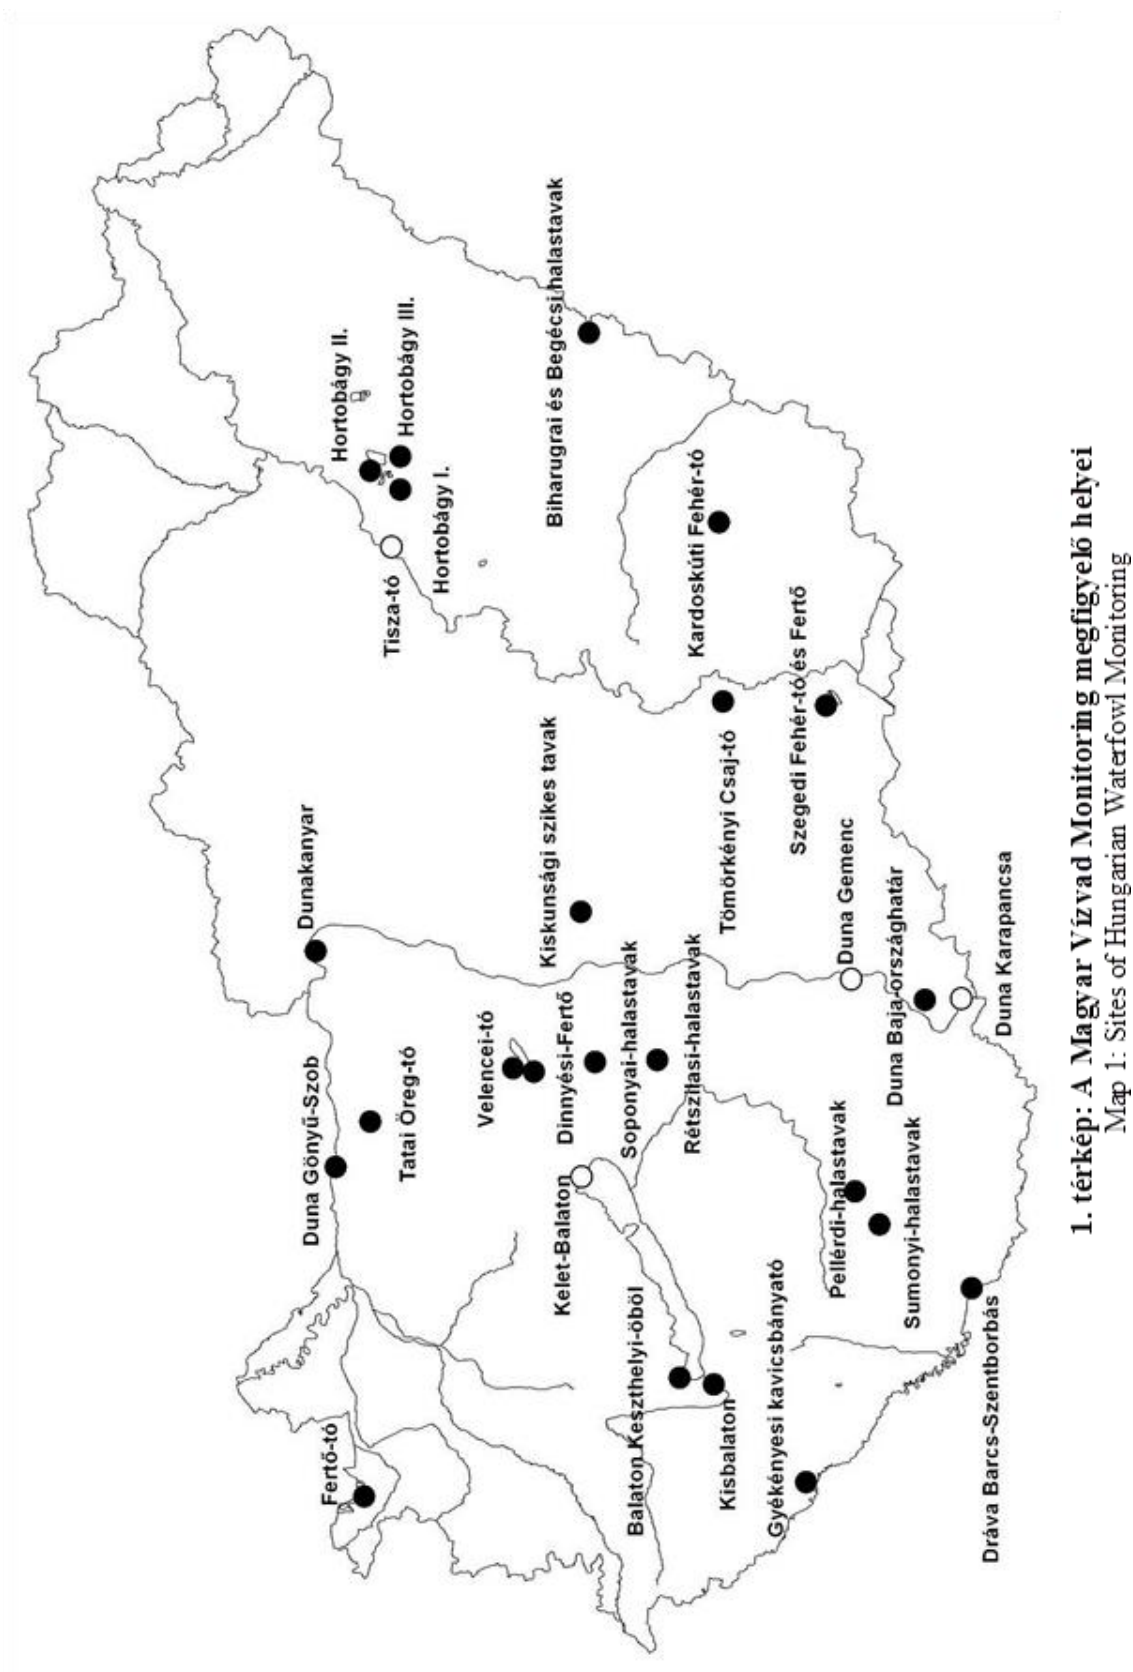 Dunakanyar
Duna Gönyű-Szob
Fertő-tó
Tatai Öreg-tó
Hortobágy II.
Hortobágy III.
Tisza-tó
Hortobágy I.
Velencei-tó
Kiskunsági szikes tavak
Biharugrai és Begécsi halastavak
Dinnyési-Fertő
Kelet-Balaton
Soponyai-halastavak
Balaton Keszthelyi-öböl
Rétszilasi-halastavak
Kardoskúti Fehér-tó
Kisbalaton
Tömörkényi Csaj-tó
Gyékényesi kavicsbányató
Szegedi Fehér-tó és Fertő
Pellérdi-halastavak
Duna Gemenc
Duna Baja-országhatár
Sumonyi-halastavak
Dráva Barcs-Szentborbás
Duna Karapancsa
1. térkép: A Magyar Vízvad Monitoring megfigyelő helyei
Map 1: Sites of Hungarian Waterfowl Monitoring